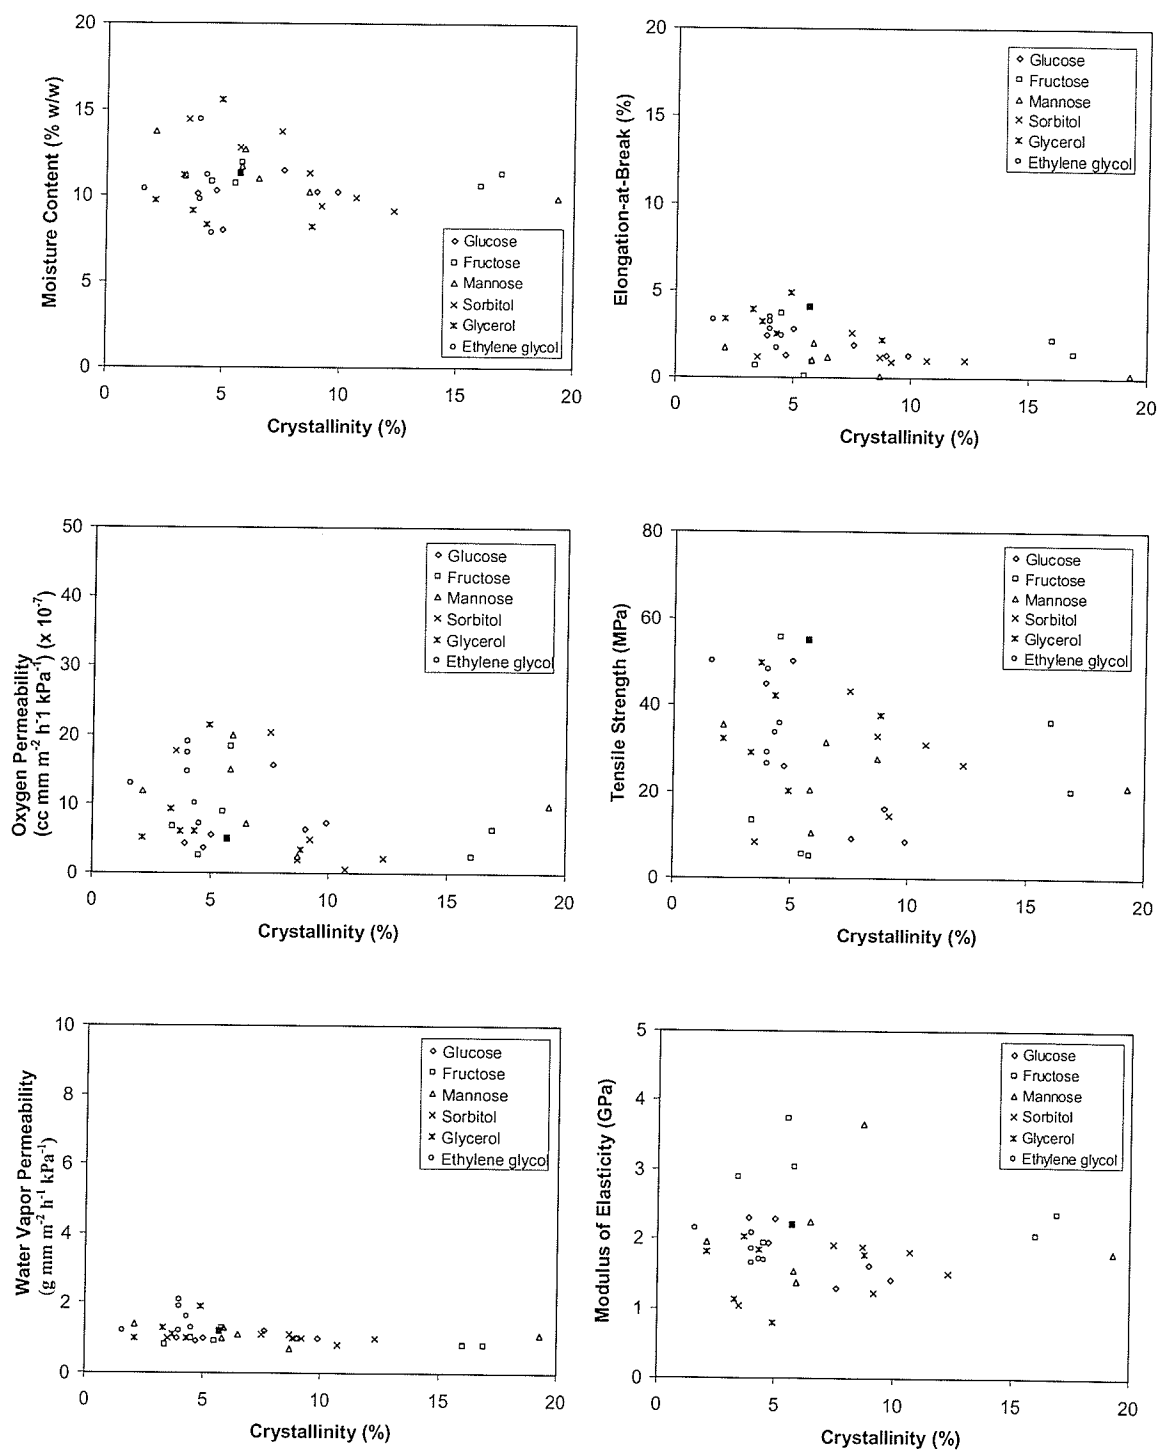 20
15
10
5
0
Moisture Content (% w/w)
Glucose
Fructose
Mannose
Sorbitol
Glycerol
Ethylene glycol
0 5 10 15 20
Crystallinity (%)
20
15
10
5
0
Elongation-at-Break (%)
Glucose
Fructose
Mannose
Sorbitol
Glycerol
Ethylene glycol
0 5 10 15 20
Crystallinity (%)
50
40
30
20
10
0
Oxygen Permeability
(cc mm m⁻² h⁻1 kPa⁻¹) (x 10⁻⁷)
Glucose
Fructose
Mannose
Sorbitol
Glycerol
Ethylene glycol
0 5 10 15 20
Crystallinity (%)
80
60
40
20
0
Tensile Strength (MPa)
Glucose
Fructose
Mannose
Sorbitol
Glycerol
Ethylene glycol
0 5 10 15 20
Crystallinity (%)
10
8
6
4
2
0
Water Vapor Permeability
(g mm m⁻² h⁻¹ kPa⁻¹)
Glucose
Fructose
Mannose
Sorbitol
Glycerol
Ethylene glycol
0 5 10 15 20
Crystallinity (%)
5
4
3
2
1
0
Modulus of Elasticity (GPa)
Glucose
Fructose
Mannose
Sorbitol
Glycerol
Ethylene glycol
0 5 10 15 20
Crystallinity (%)